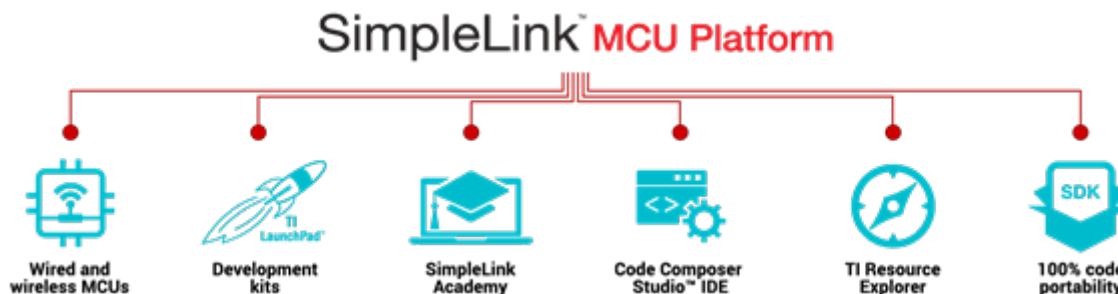 SimpleLink™ MCU Platform
TI
LaunchPad™
SDK
Wired and
wireless MCUs
Development
kits
SimpleLink
Academy
Code Composer
Studio™ IDE
TI Resource
Explorer
100% code
portability